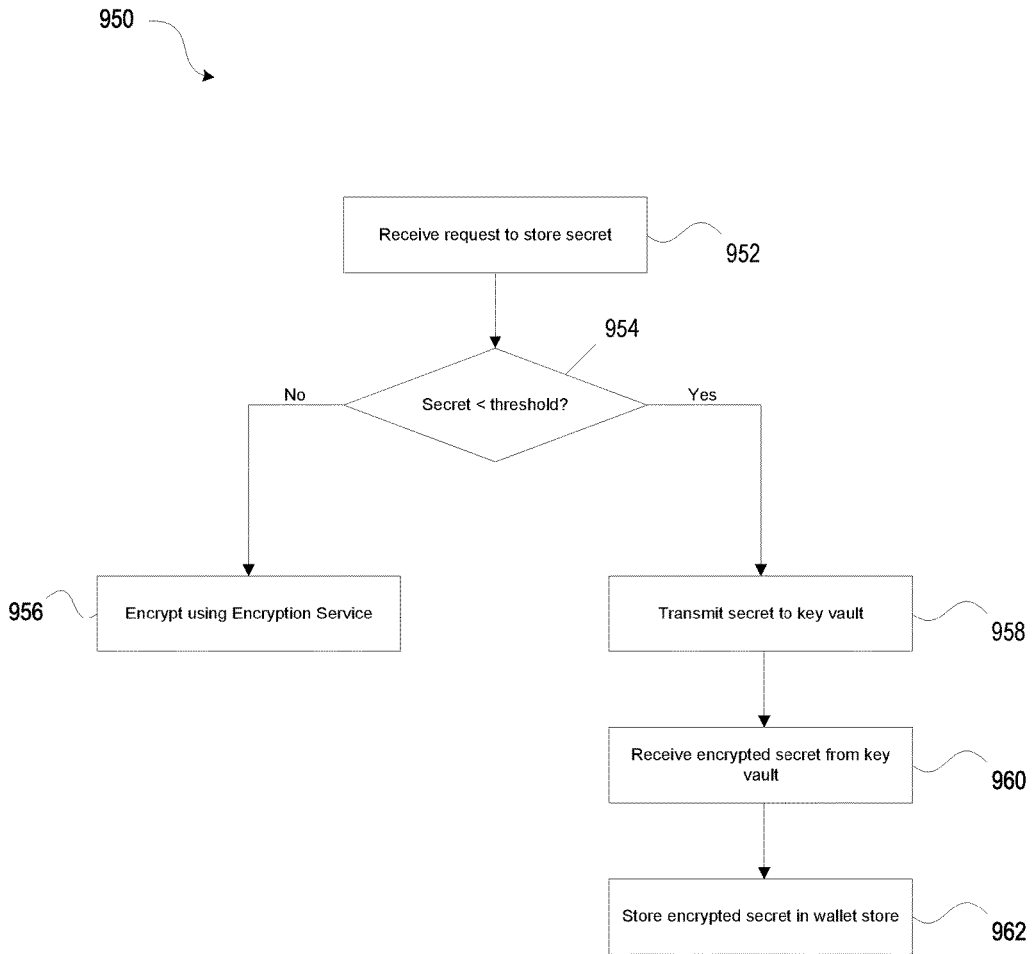 950
Receive request to store secret
952
954
No
Secret < threshold?
Yes
956
Encrypt using Encryption Service
Transmit secret to key vault
958
Receive encrypted secret from key
vault
960
Store encrypted secret in wallet store
962